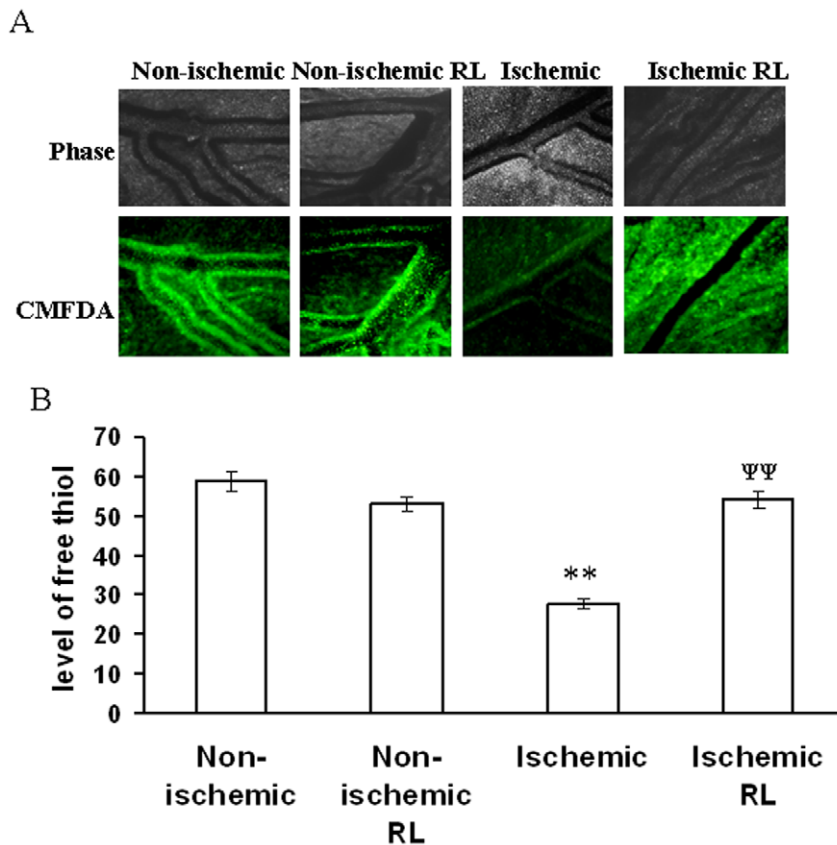 A
Non-ischemic Non-ischemic RL Ischemic Ischemic RL
Phase
CMFDA
B
level of free thiol
70
60
50
40
30
20
10
0
ΨΨ
**
Non-ischemic
Non-ischemic RL
Ischemic
Ischemic RL